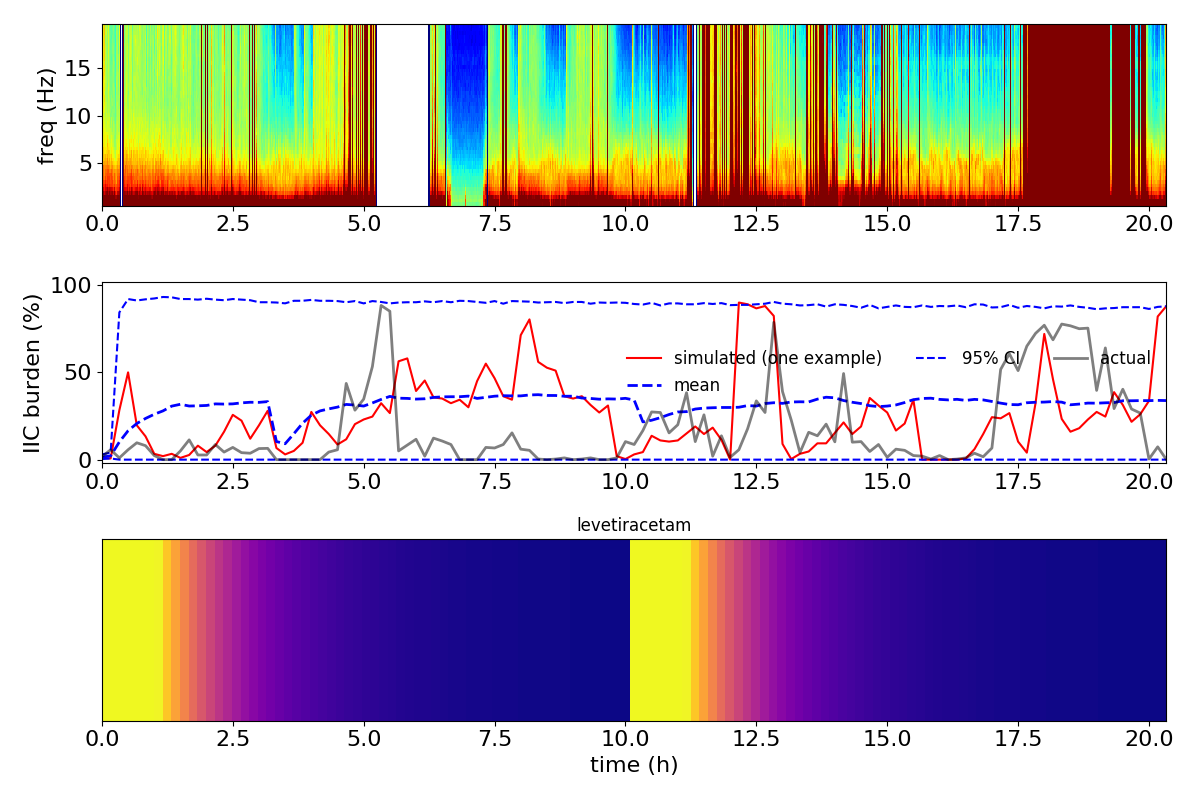 freq (Hz)
15
10
5
0.0 2.5 5.0 7.5 10.0 12.5 15.0 17.5 20.0
IIC burden (%)
100
50
0
simulated (one example) 95% CI actual
mean
0.0 2.5 5.0 7.5 10.0 12.5 15.0 17.5 20.0
levetiracetam
0.0 2.5 5.0 7.5 10.0 12.5 15.0 17.5 20.0
time (h)